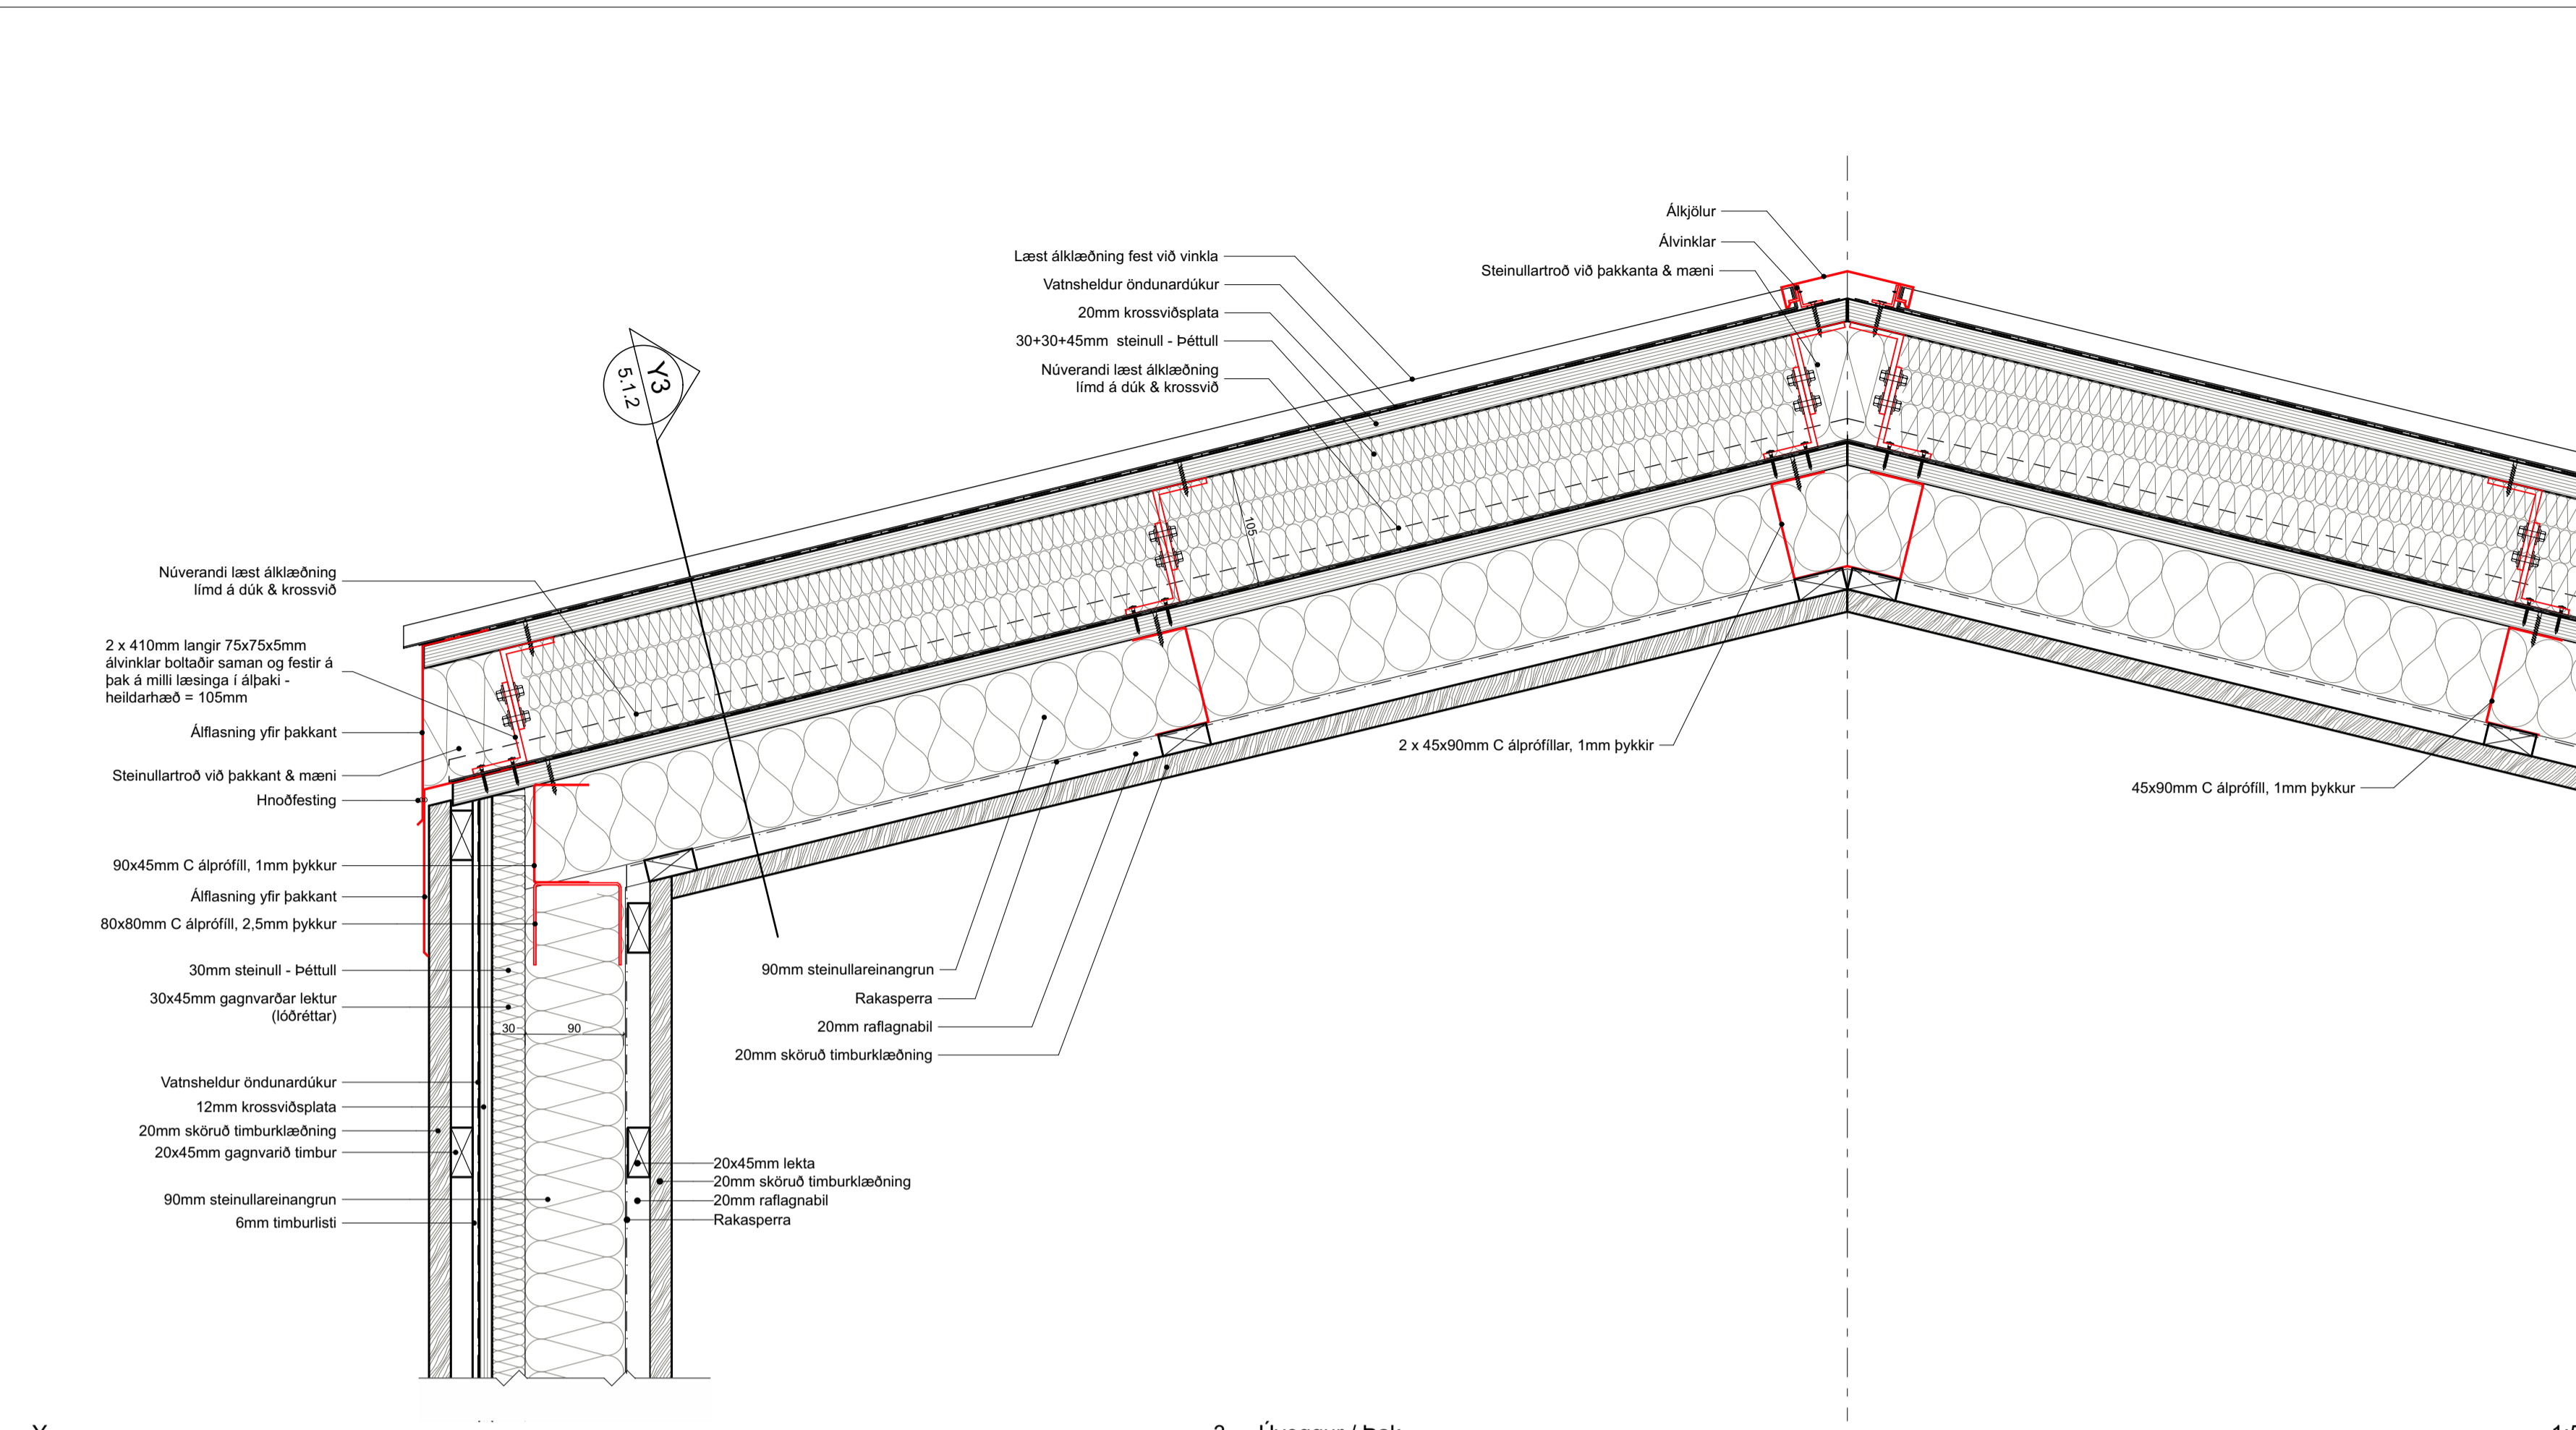 Álkjölur
Álvinklar
Steinullartroð við þakkanta & mæni
Læst álklæðning fest við vinkla
Vatnsheldur öndunardúkur
20mm krossviðsplata
30+30+45mm steinull - Þéttull
Núverandi læst álklæðning
límd á dúk & krossvið
Y3
5.1.2
105
Núverandi læst álklæðning
límd á dúk & krossvið
2 x 410mm langir 75x75x5mm
álvinklar boltaðir saman og festir á
þak á milli læsinga í álþaki -
heildarhæð = 105mm
Álflasning yfir þakkant
Steinullartroð við þakkant & mæni
Hnoðfesting
90x45mm C álprófíll, 1mm þykkur
Álflasning yfir þakkant
80x80mm C álprófíll, 2,5mm þykkur
30mm steinull - Þéttull
30x45mm gagnvarðar lektur
(lóðréttar)
30
90
Vatnsheldur öndunardúkur
12mm krossviðsplata
20mm sköruð timburklæðning
20x45mm gagnvarið timbur
90mm steinullareinangrun
6mm timburlisti
2 x 45x90mm C álprófíllar, 1mm þykkir
45x90mm C álprófíll, 1mm þykkur
90mm steinullareinangrun
Rakasperra
20mm raflagnabil
20mm sköruð timburklæðning
20x45mm lekta
20mm sköruð timburklæðning
20mm raflagnabil
Rakasperra